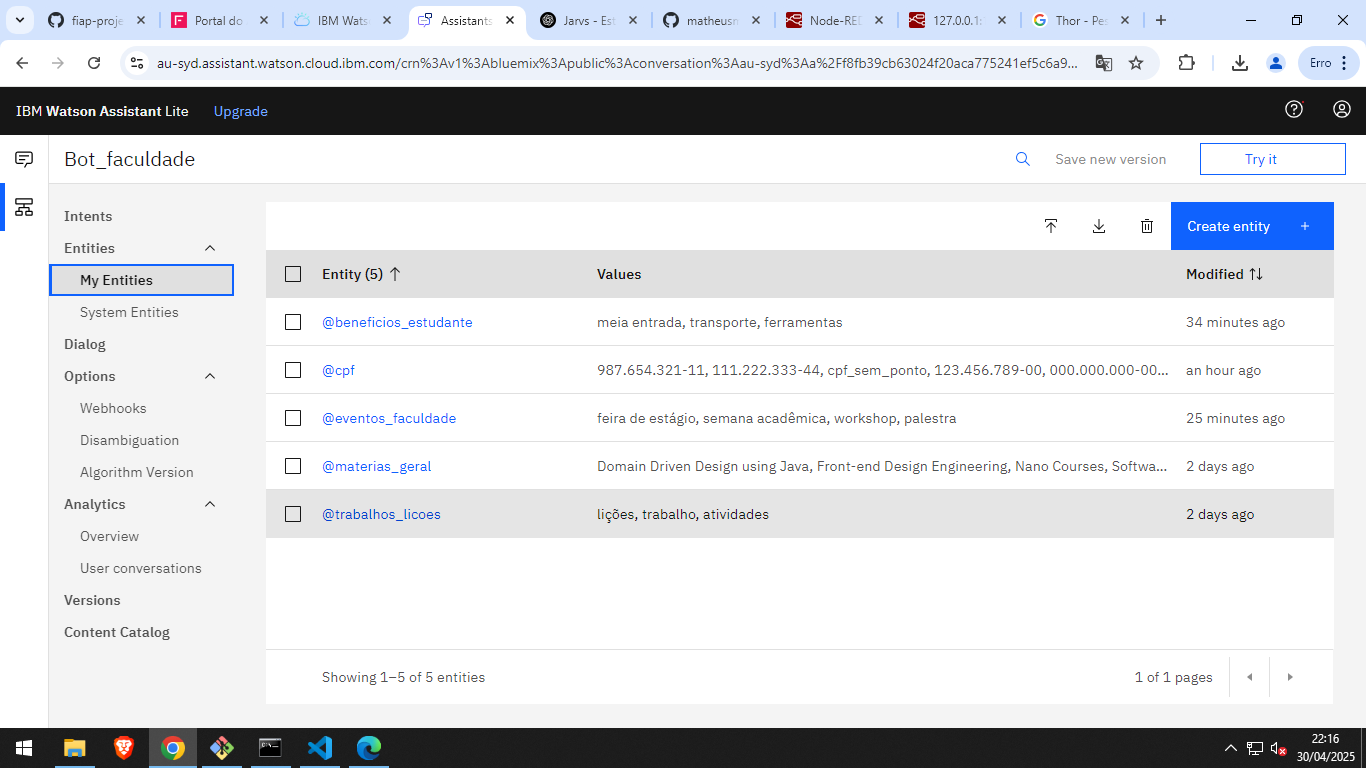 fiap-proje
Portal do
IBM Wats
Assistants
Jarvs - Est
matheusn
Node-RED
127.0.0.1:
Thor - Pes
au-syd.assistant.watson.cloud.ibm.com/crn%3Av1%3Abluemix%3Apublic%3Aconversation%3Aau-syd%3Aa%2Ff8fb39cb63024f20aca775241ef5c6a9...
Erro
IBM Watson Assistant Lite
Upgrade
Bot_faculdade
Save new version
Try it
Intents
Entities
My Entities
System Entities
Dialog
Options
Webhooks
Disambiguation
Algorithm Version
Analytics
Overview
User conversations
Versions
Content Catalog
Create entity +
Entity (5) Values Modified
@beneficios_estudante meia entrada, transporte, ferramentas 34 minutes ago
@cpf 987.654.321-11, 111.222.333-44, cpf_sem_ponto, 123.456.789-00, 000.000.000-00... an hour ago
@eventos_faculdade feira de estágio, semana acadêmica, workshop, palestra 25 minutes ago
@materias_geral Domain Driven Design using Java, Front-end Design Engineering, Nano Courses, Softwa... 2 days ago
@trabalhos_licoes lições, trabalho, atividades 2 days ago
Showing 1–5 of 5 entities
1 of 1 pages
22:16
30/04/2025